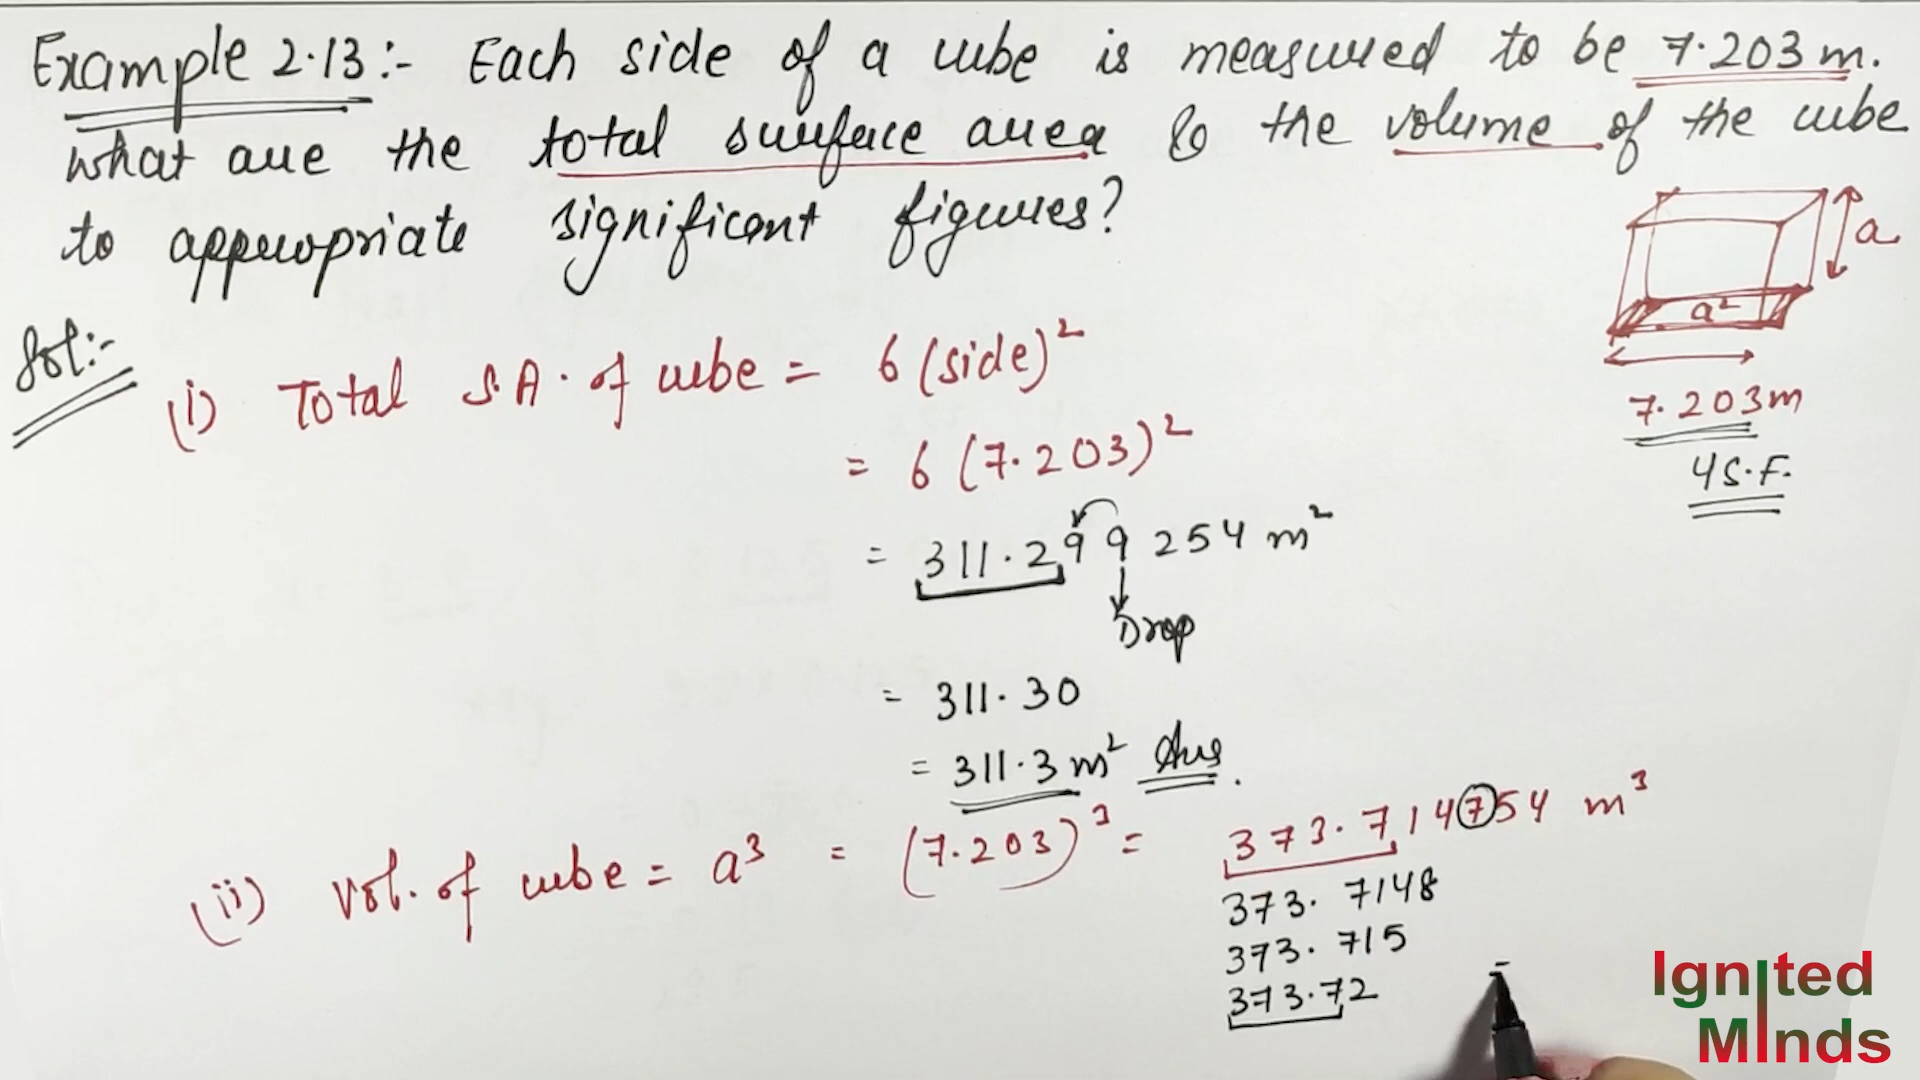 Example 2.13:- Each side of a cube is measured to be 7.203 m.
what are the total surface area & the volume of the cube
to appropriate significant figures?
a
a²
7.203m
4 S.F.
Sol:-
(i) Total S.A. of cube = 6 (side)²
= 6 (7.203)²
= 311.299254 m²
Drop
= 311.30
= 311.3 m² Ans.
(ii) Vol. of cube = a³ = (7.203)³ = 373.714754 m³
373.7148
373.715
373.72
Ignited
Minds